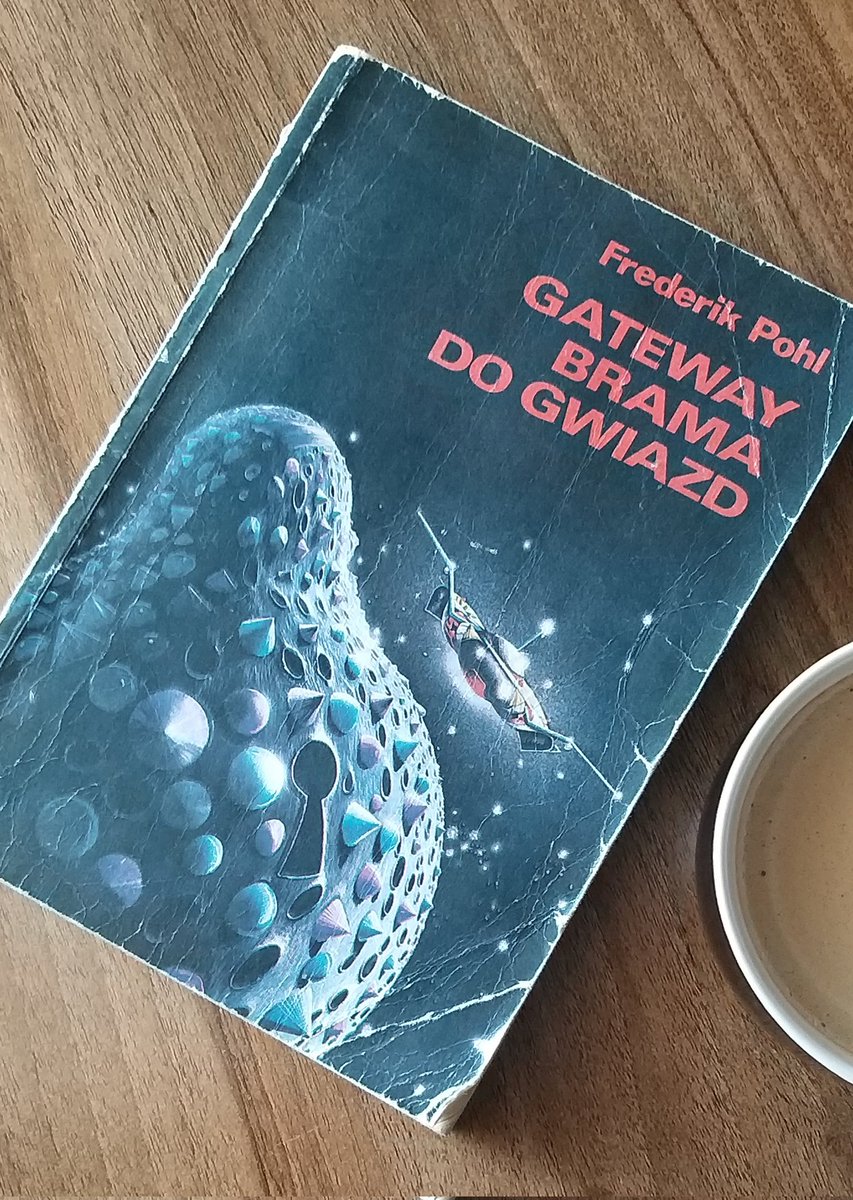 Frederik Pohl
GATEWAY
BRAMA
DO GWIAZD